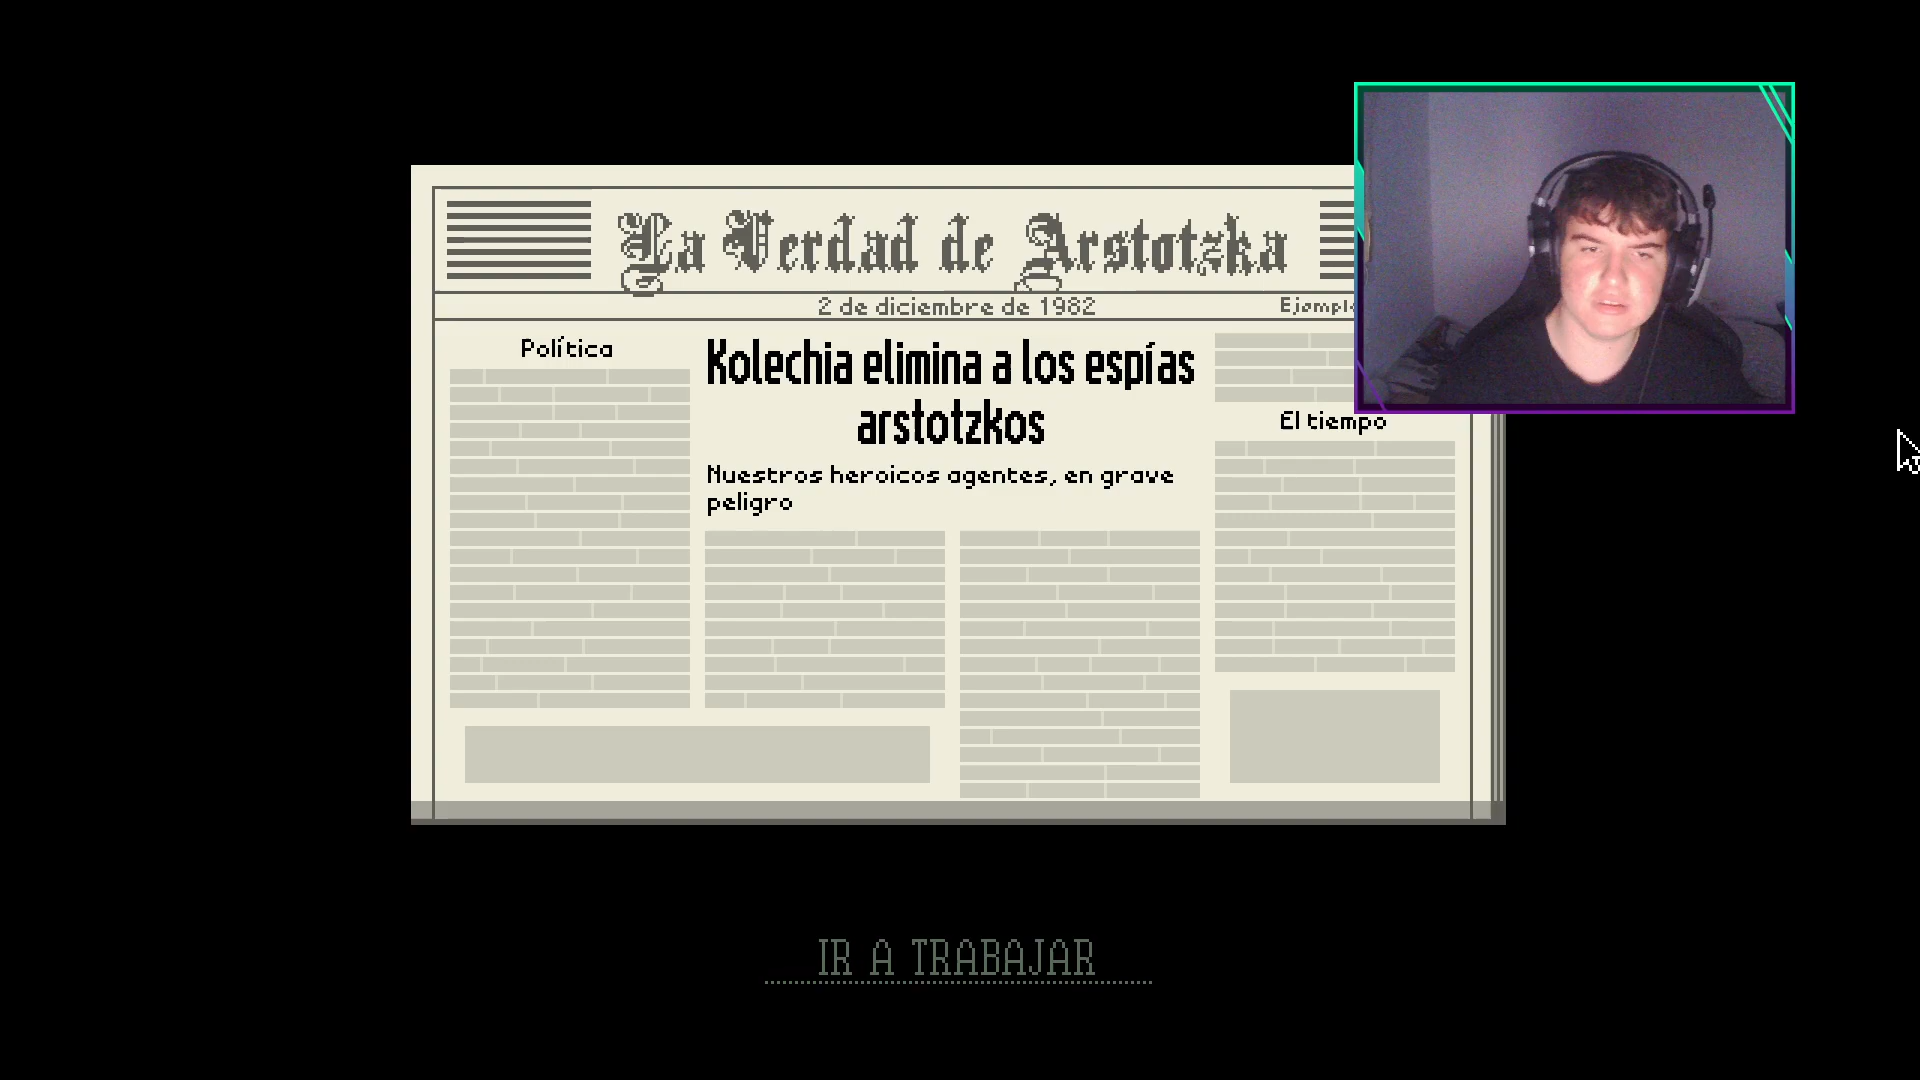 La Verdad de Arstotzka
2 de diciembre de 1982
Política
Kolechia elimina a los espías
arstotzkos
Nuestros heroicos agentes, en grave
peligro
El tiempo
IR A TRABAJAR